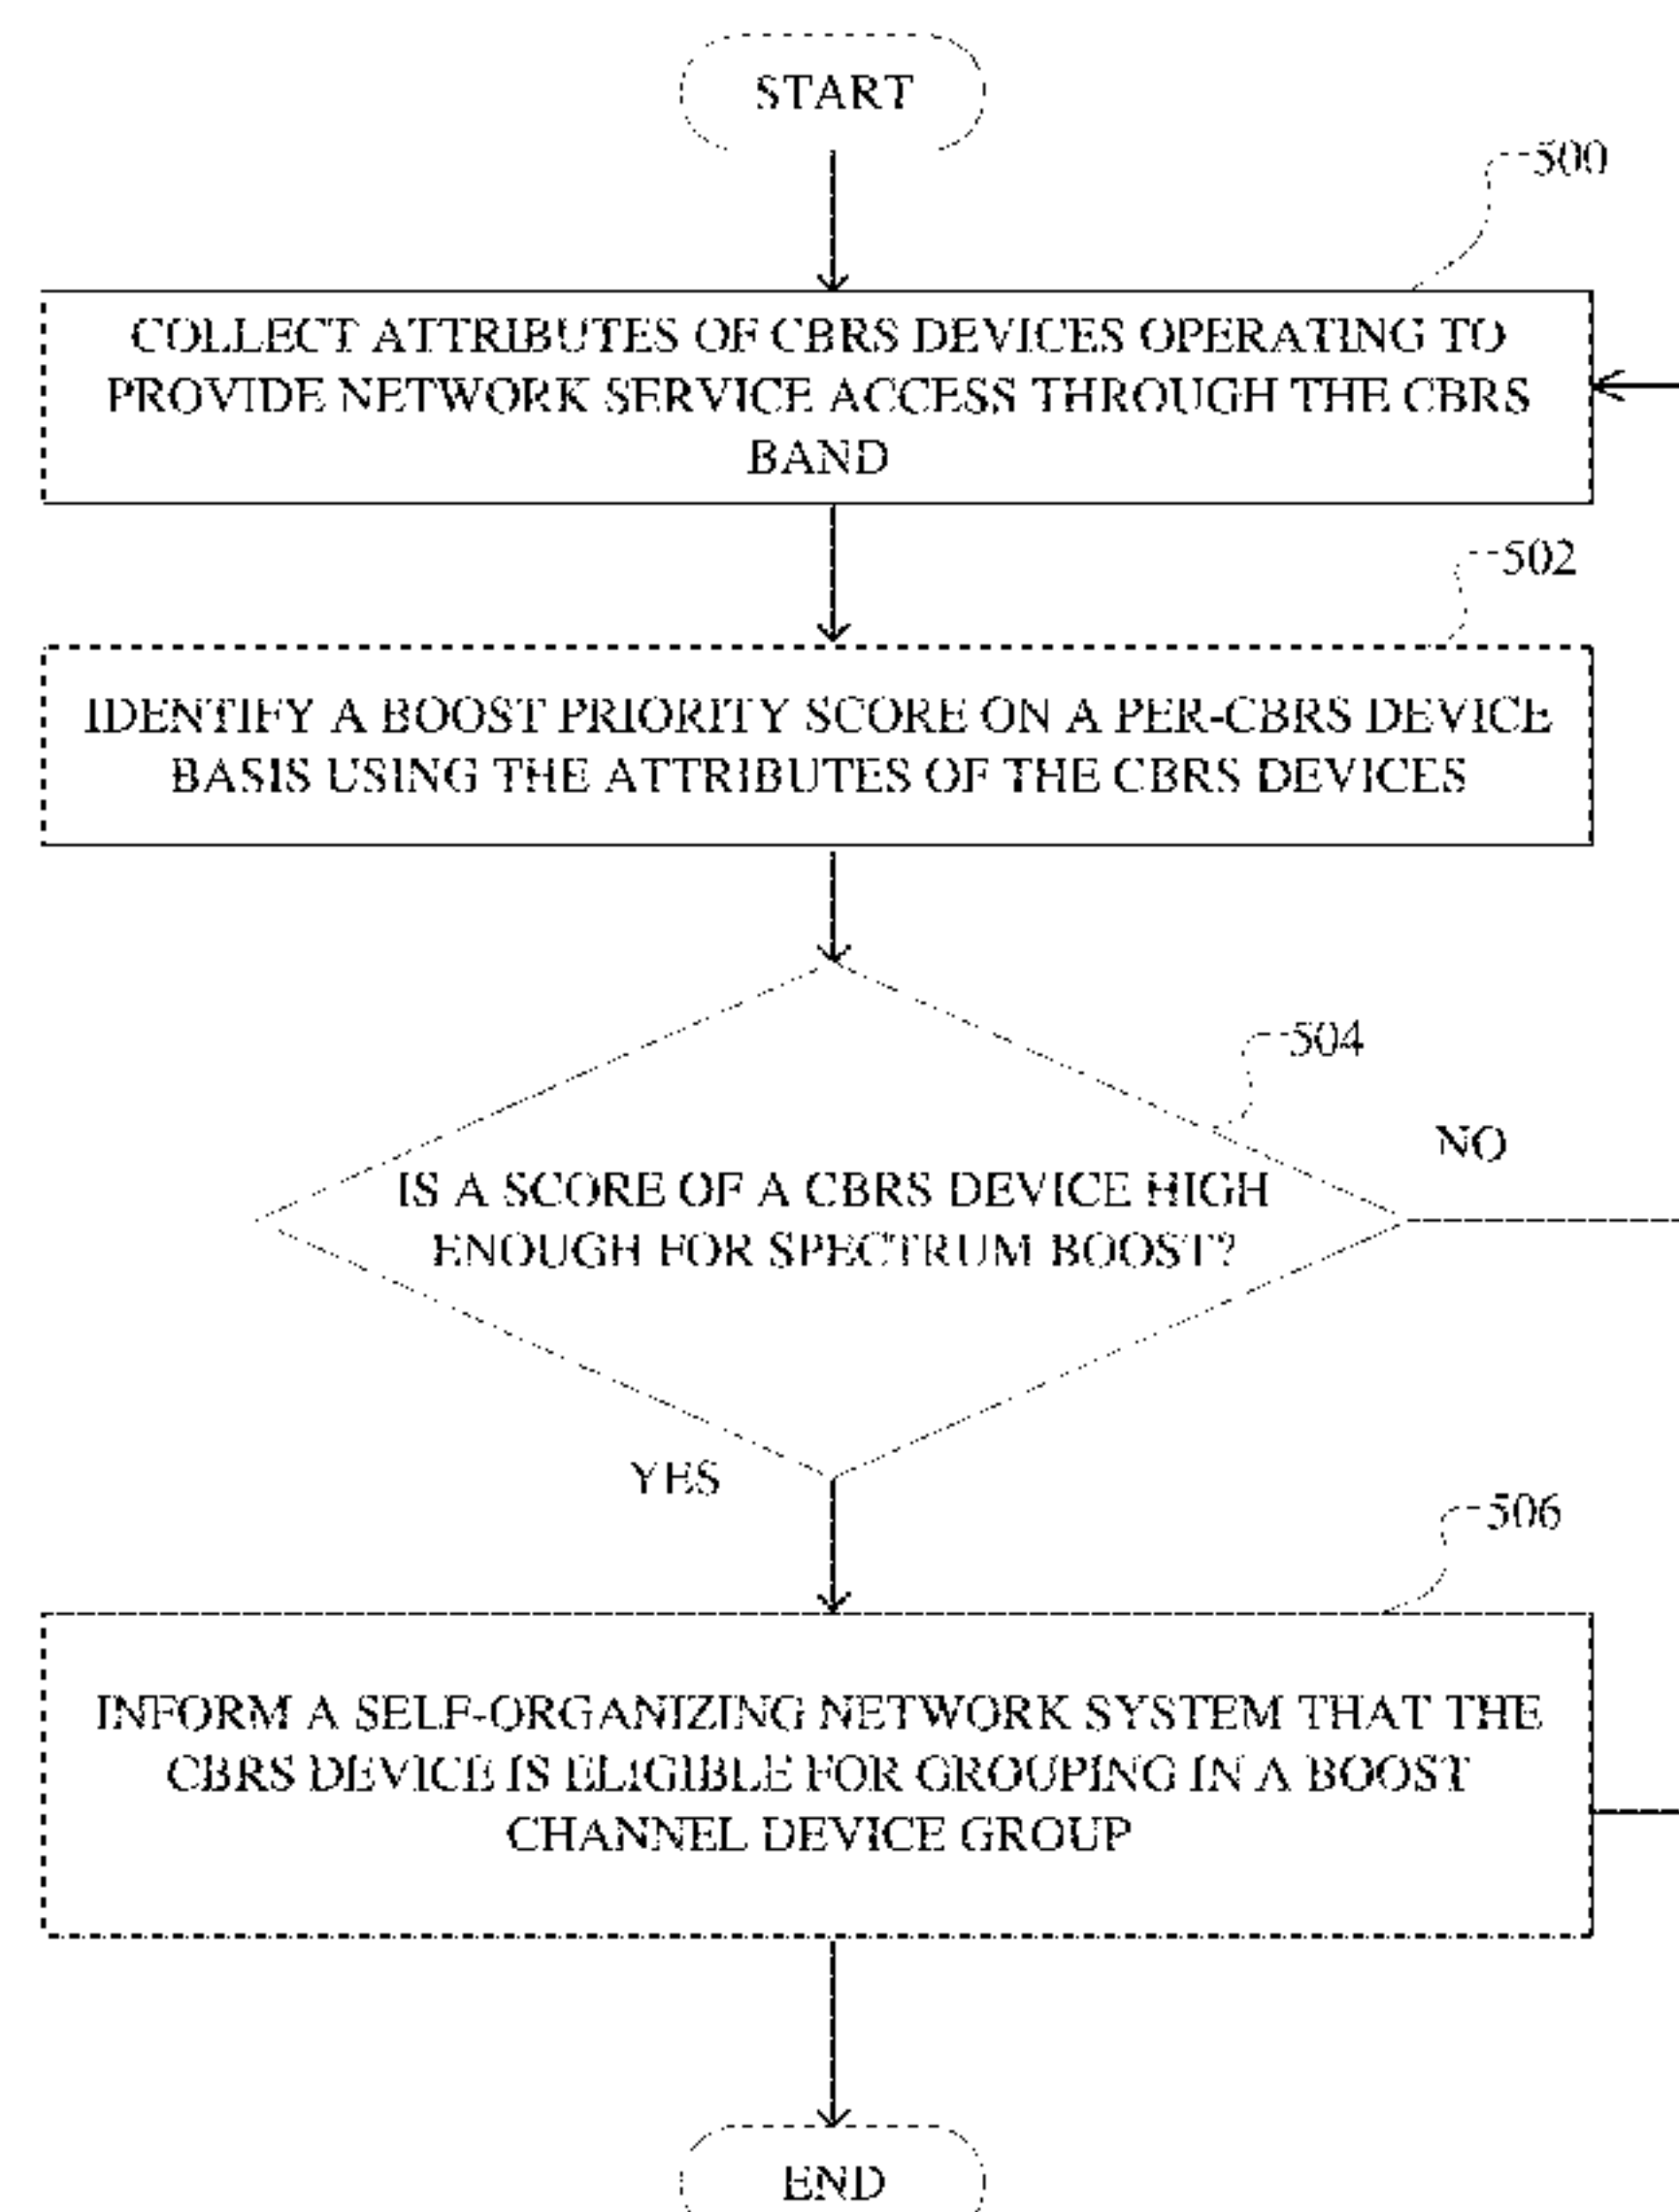 START
500
COLLECT ATTRIBUTES OF CBRS DEVICES OPERATING TO
PROVIDE NETWORK SERVICE ACCESS THROUGH THE CBRS
BAND
502
IDENTIFY A BOOST PRIORITY SCORE ON A PER-CBRS DEVICE
BASIS USING THE ATTRIBUTES OF THE CBRS DEVICES
504
NO
IS A SCORE OF A CBRS DEVICE HIGH
ENOUGH FOR SPECTRUM BOOST?
YES
506
INFORM A SELF-ORGANIZING NETWORK SYSTEM THAT THE
CBRS DEVICE IS ELIGIBLE FOR GROUPING IN A BOOST
CHANNEL DEVICE GROUP
END